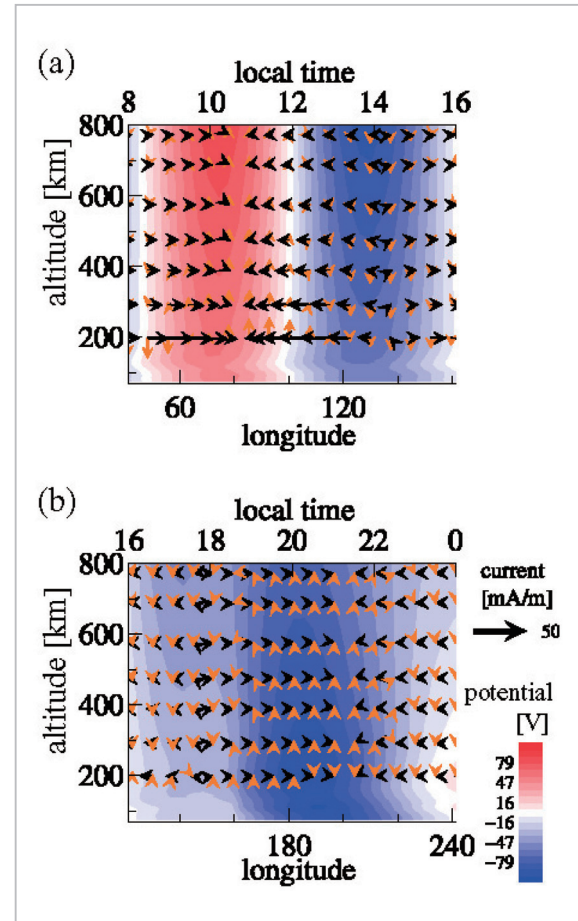 (a)
local time
8 10 12 14 16
800
600
400
200
altitude [km]
60 120
longitude
(b)
local time
16 18 20 22 0
800
600
400
200
altitude [km]
180 240
longitude
current
[mA/m]
50
potential
[V]
79
47
16
−16
−47
−79